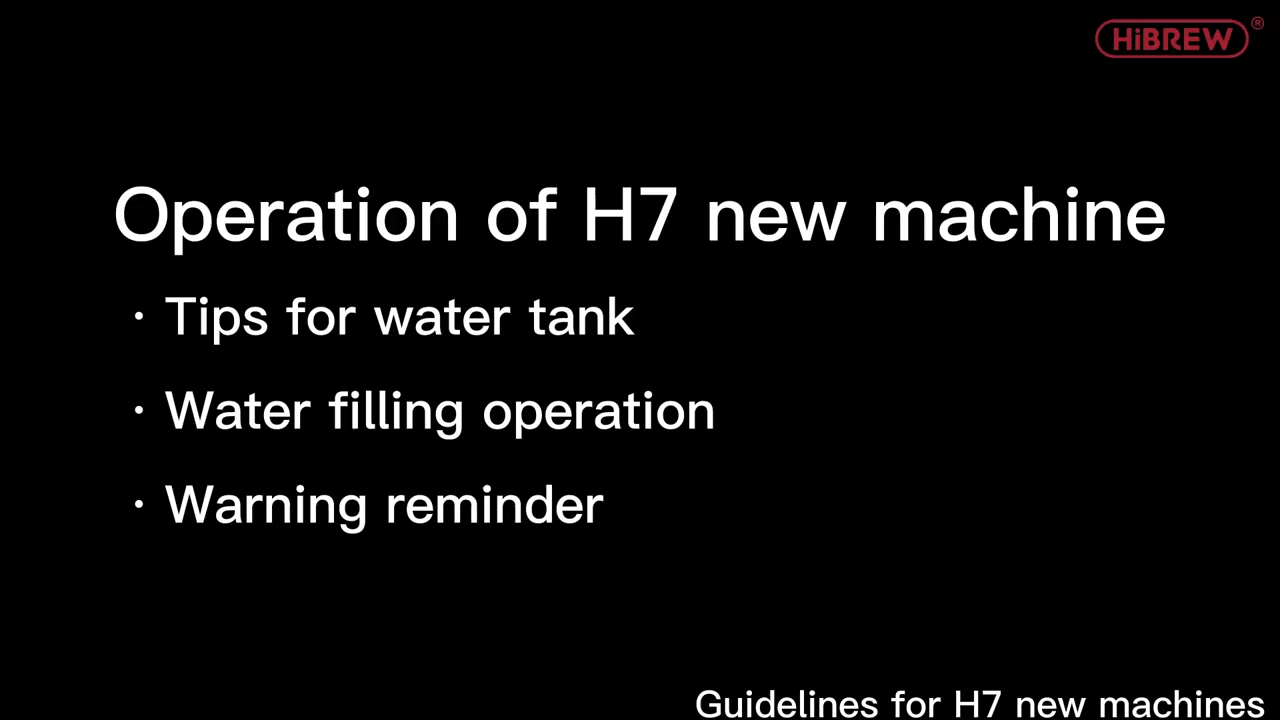 HiBREW®
Operation of H7 new machine
· Tips for water tank
· Water filling operation
· Warning reminder
Guidelines for H7 new machines